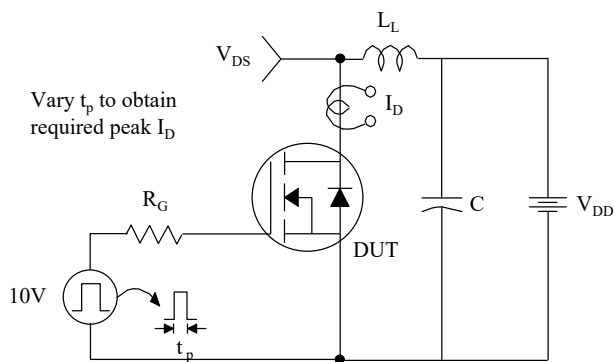 L_L
V_DS
Vary t_p to obtain
required peak I_D
I_D
R_G
C
V_DD
DUT
10V
t_p